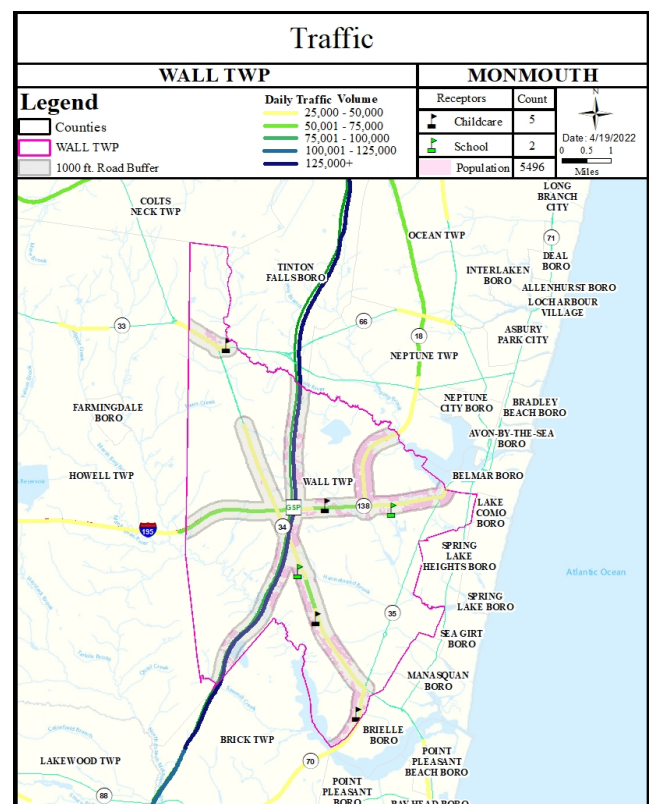 Traffic
WALL TWP
MONMOUTH
Legend
Counties
WALL TWP
1000 ft. Road Buffer
Daily Traffic Volume
25,000 - 50,000
50,001 - 75,000
75,001 - 100,000
100,001 - 125,000
125,000+
Receptors Count
Childcare 5
School 2
Population 5496
N
Date: 4/19/2022
0 0.5 1
Miles
COLTS
NECK TWP
LONG
BRANCH
CITY
OCEAN TWP
71
DEAL
BORO
TINTON
FALLS BORO
INTERLAKEN
BORO
ALLENHURST BORO
LOCH ARBOUR
VILLAGE
33
66
18
ASBURY
PARK CITY
NEPTUNE TWP
FARMINGDALE
BORO
NEPTUNE
CITY BORO
BRADLEY
BEACH BORO
AVON-BY-THE-SEA
BORO
HOWELL TWP
WALL TWP
BELMAR BORO
GSP
138
LAKE
COMO
BORO
195
34
SPRING
LAKE
HEIGHTS BORO
Atlantic Ocean
SPRING
LAKE BORO
35
SEA GIRT
BORO
MANASQUAN
BORO
BRICK TWP
BRIELLE
BORO
LAKEWOOD TWP
70
POINT
PLEASANT
BEACH BORO
88
POINT
PLEASANT
BORO
BAY HEAD BORO